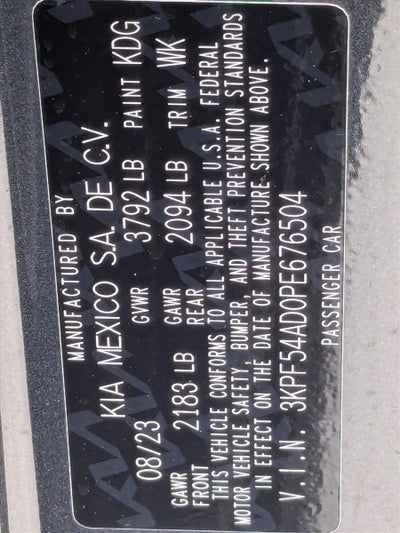 MANUFACTURED BY
KIA MEXICO S.A. DE C.V.
08/23 GVWR 3792 LB PAINT KDG
GAWR FRONT 2183 LB GAWR REAR 2094 LB TRIM WK
THIS VEHICLE CONFORMS TO ALL APPLICABLE U.S.A. FEDERAL
MOTOR VEHICLE SAFETY, BUMPER, AND THEFT PREVENTION STANDARDS
IN EFFECT ON THE DATE OF MANUFACTURE SHOWN ABOVE.
V.I.N. 3KPF54AD0PE676504
PASSENGER CAR